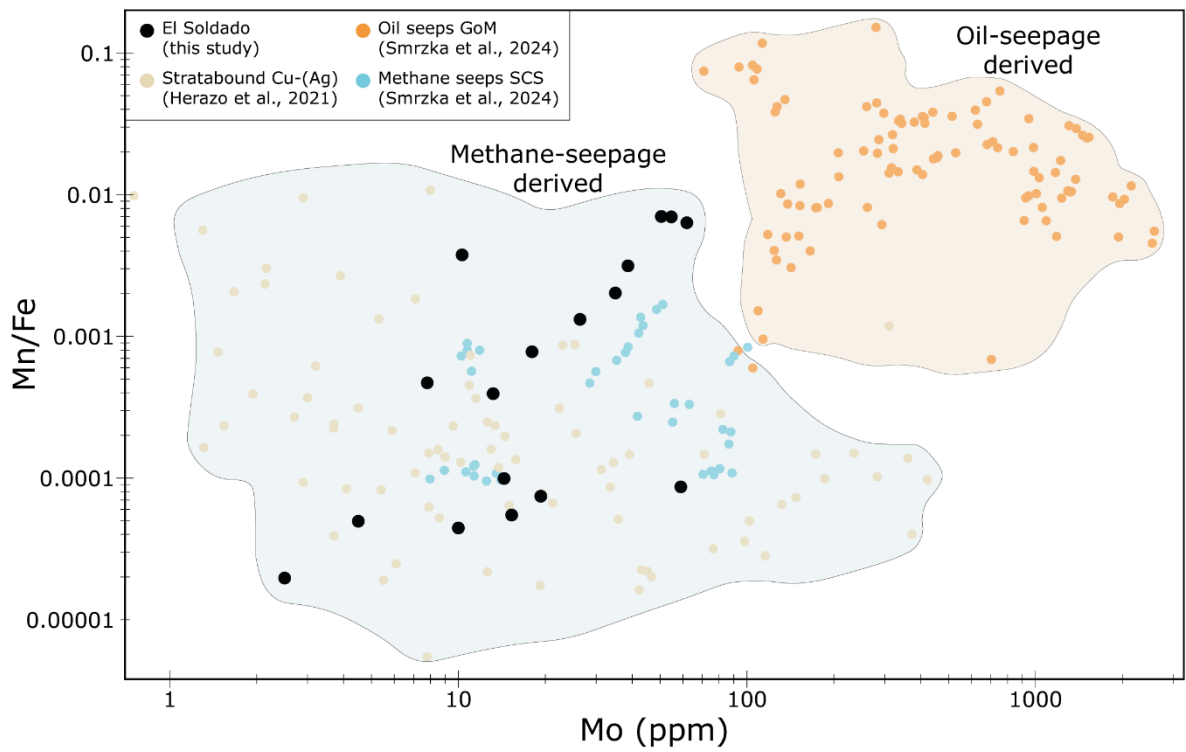 El Soldado
(this study)
Oil seeps GoM
(Smrzka et al., 2024)
Stratabound Cu-(Ag)
(Herazo et al., 2021)
Methane seeps SCS
(Smrzka et al., 2024)
Oil-seepage
derived
Methane-seepage
derived
0.1
0.01
0.001
0.0001
0.00001
Mn/Fe
1
10
100
1000
Mo (ppm)